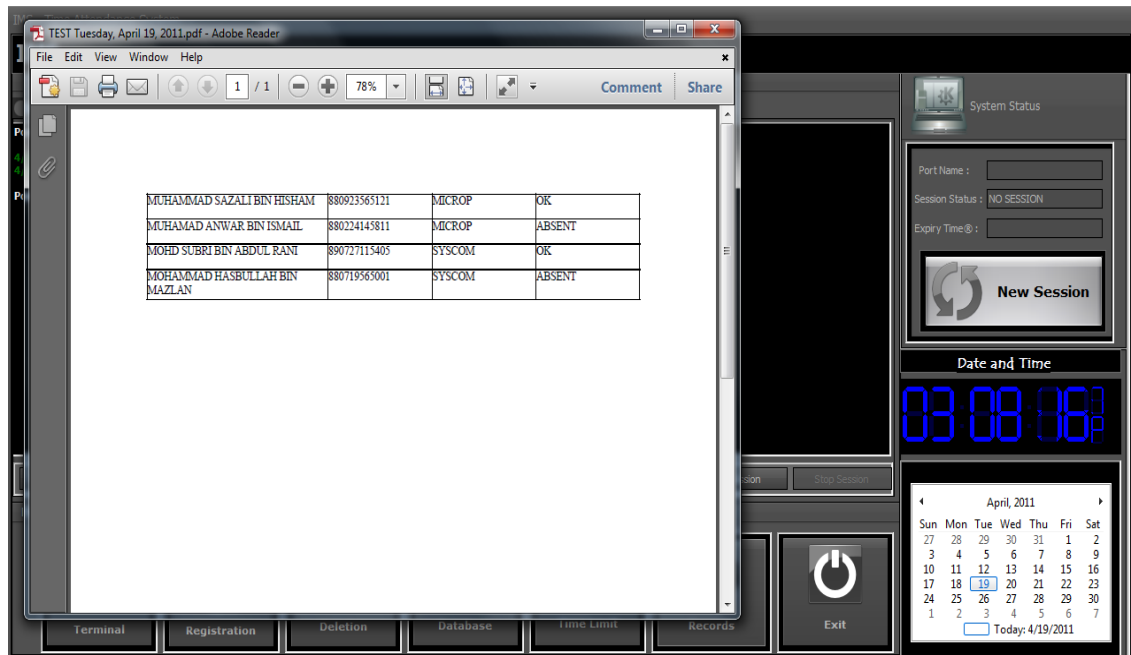 TEST Tuesday, April 19, 2011.pdf - Adobe Reader
File Edit View Window Help
1 / 1 78% Comment Share
MUHAMMAD SAZALI BIN HISHAM 880923565121 MICROP OK
MUHAMAD ANWAR BIN ISMAIL 880224145811 MICROP ABSENT
MOHD SUBRI BIN ABDUL RANI 890727115405 SYSCOM OK
MOHAMMAD HASBULLAH BIN 880719565001 SYSCOM ABSENT
MAZLAN
System Status
Port Name :
Session Status : NO SESSION
Expiry Time® :
New Session
Date and Time
03:08:16 p
Stop Session
April, 2011
Sun Mon Tue Wed Thu Fri Sat
27 28 29 30 31 1 2
3 4 5 6 7 8 9
10 11 12 13 14 15 16
17 18 19 20 21 22 23
24 25 26 27 28 29 30
1 2 3 4 5 6 7
Today: 4/19/2011
Terminal Registration Deletion Database Time Limit Records Exit